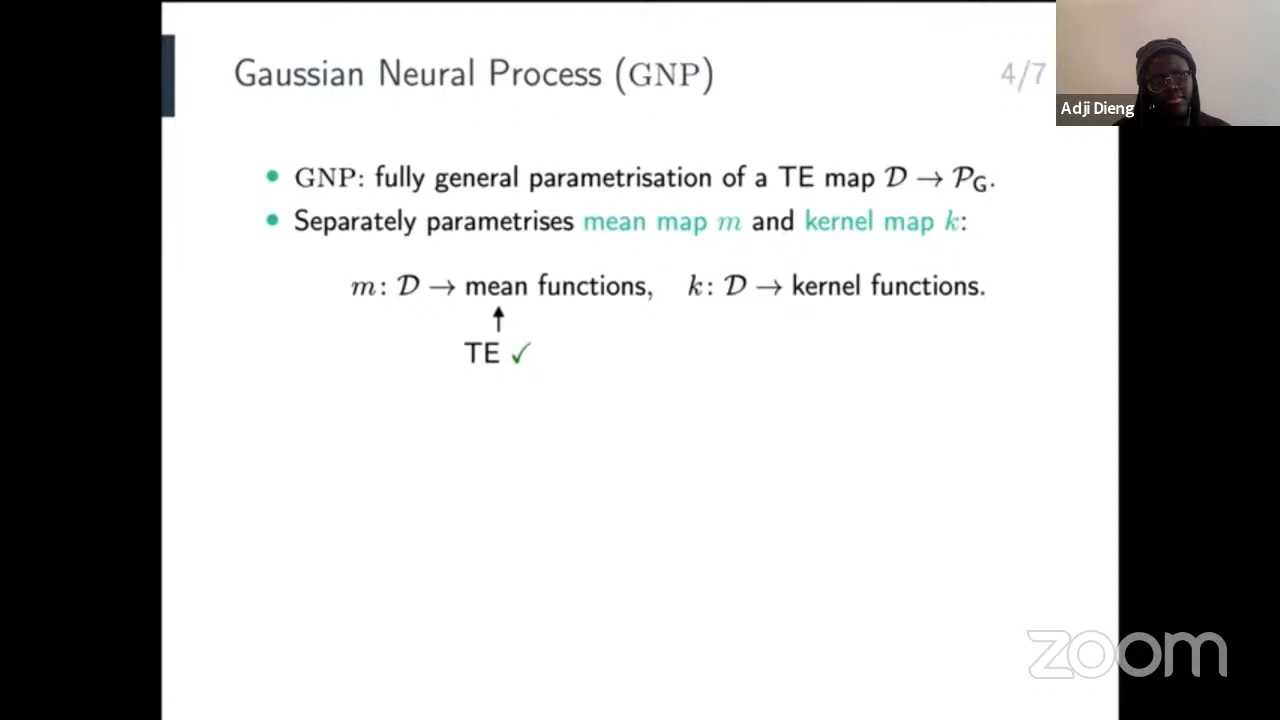 Gaussian Neural Process (GNP)
4/7
Adji Dieng
• GNP: fully general parametrisation of a TE map 𝒟 → 𝒫_G.
• Separately parametrises mean map m and kernel map k:
m: 𝒟 → mean functions, k: 𝒟 → kernel functions.
↑
TE ✓
zoom